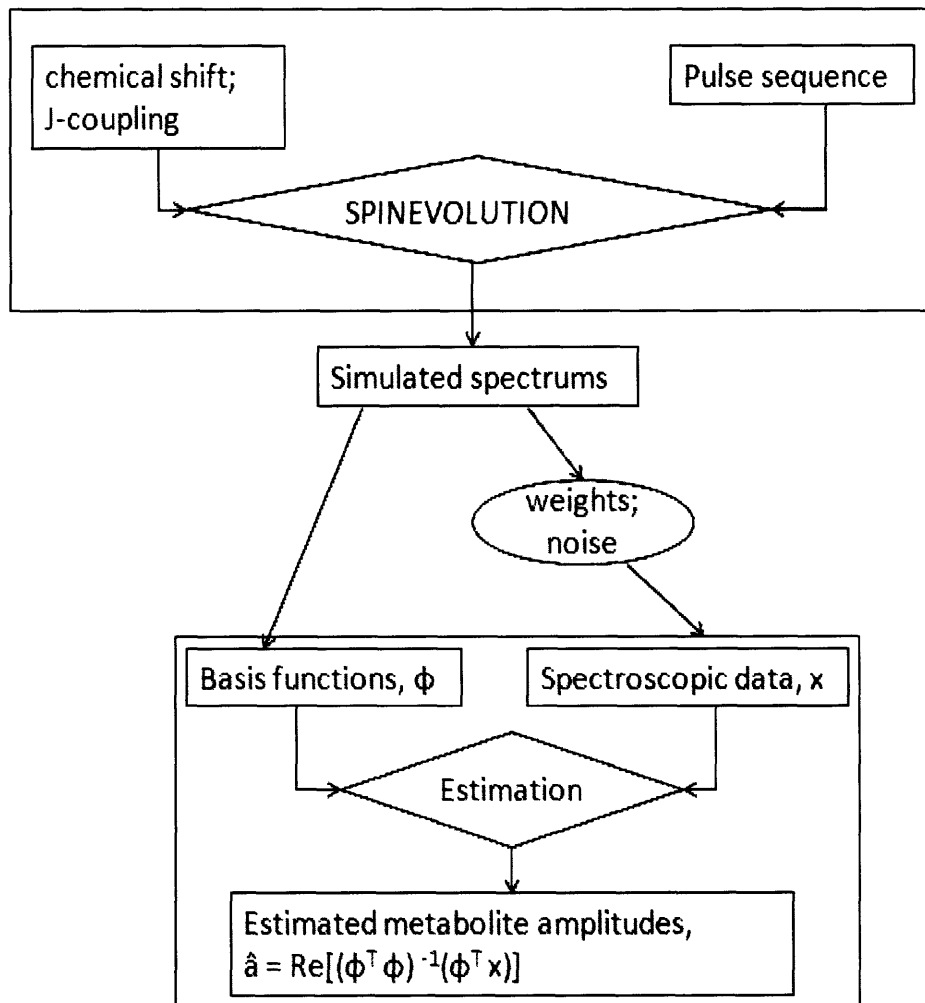 chemical shift;
J-coupling
Pulse sequence
SPINEVOLUTION
Simulated spectrums
weights;
noise
Basis functions, ϕ
Spectroscopic data, x
Estimation
Estimated metabolite amplitudes,
â = Re[(ϕᵀ ϕ) ⁻¹(ϕᵀ x)]